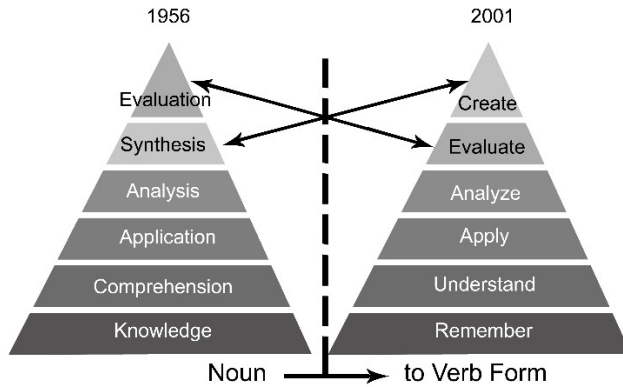 1956
2001
Evaluation
Create
Synthesis
Evaluate
Analysis
Analyze
Application
Apply
Comprehension
Understand
Knowledge
Remember
Noun to Verb Form